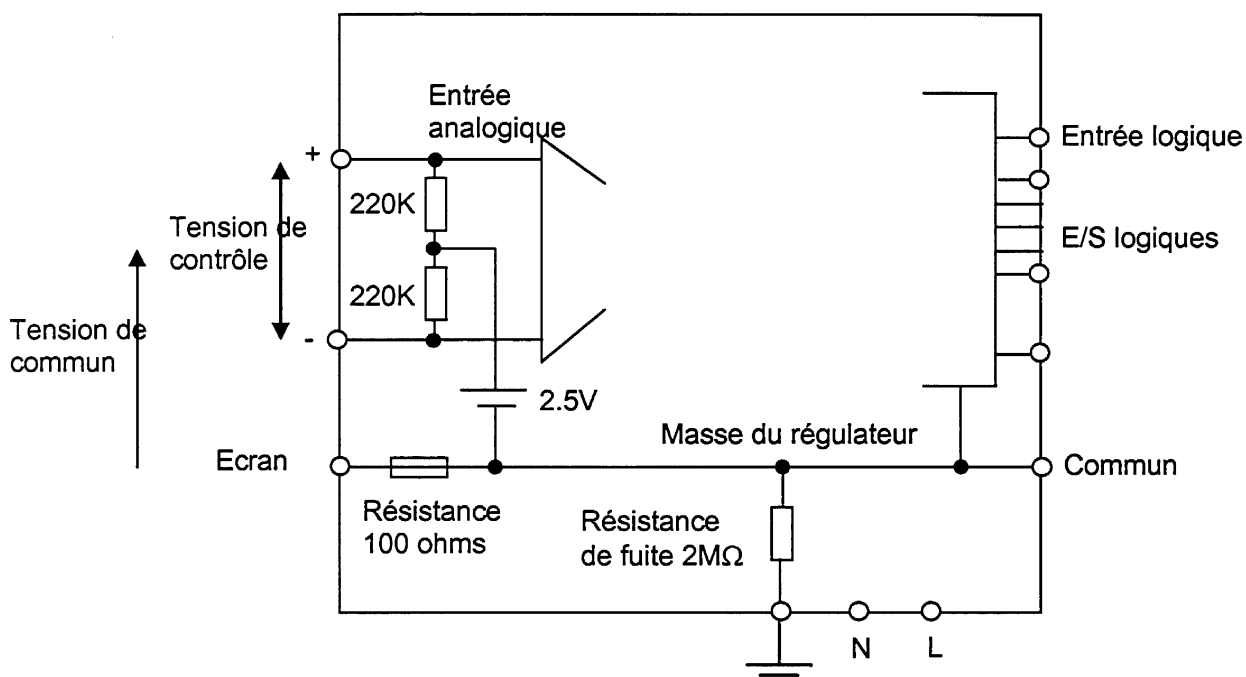 Entrée
analogique
+
220K
Tension de
contrôle
220K
-
Tension de
commun
2.5V
Ecran
Résistance
100 ohms
Masse du régulateur
Résistance
de fuite 2MΩ
Entrée logique
E/S logiques
Commun
N
L